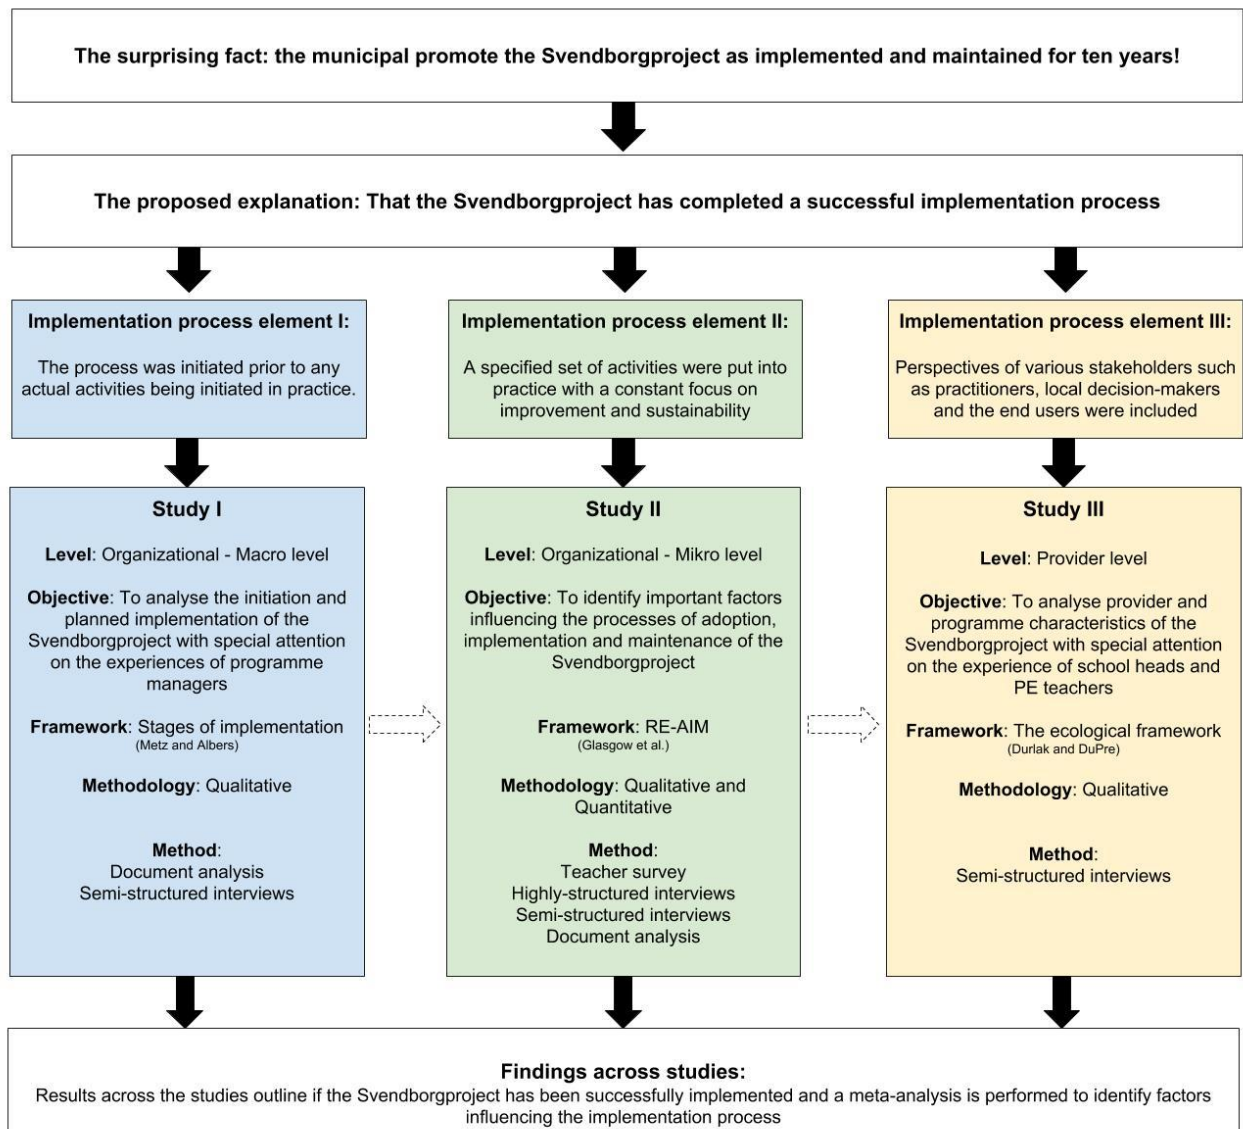 The surprising fact: the municipal promote the Svendborgproject as implemented and maintained for ten years!
The proposed explanation: That the Svendborgproject has completed a successful implementation process
Implementation process element I:
The process was initiated prior to any
actual activities being initiated in practice.
Implementation process element II:
A specified set of activities were put into
practice with a constant focus on
improvement and sustainability
Implementation process element III:
Perspectives of various stakeholders such
as practitioners, local decision-makers
and the end users were included
Study I
Level: Organizational - Macro level
Objective: To analyse the initiation and
planned implementation of the
Svendborgproject with special attention
on the experiences of programme
managers
Framework: Stages of implementation
(Metz and Albers)
Methodology: Qualitative
Method:
Document analysis
Semi-structured interviews
Study II
Level: Organizational - Mikro level
Objective: To identify important factors
influencing the processes of adoption,
implementation and maintenance of the
Svendborgproject
Framework: RE-AIM
(Glasgow et al.)
Methodology: Qualitative and
Quantitative
Method:
Teacher survey
Highly-structured interviews
Semi-structured interviews
Document analysis
Study III
Level: Provider level
Objective: To analyse provider and
programme characteristics of the
Svendborgproject with special attention
on the experience of school heads and
PE teachers
Framework: The ecological framework
(Durlak and DuPre)
Methodology: Qualitative
Method:
Semi-structured interviews
Findings across studies:
Results across the studies outline if the Svendborgproject has been successfully implemented and a meta-analysis is performed to identify factors
influencing the implementation process